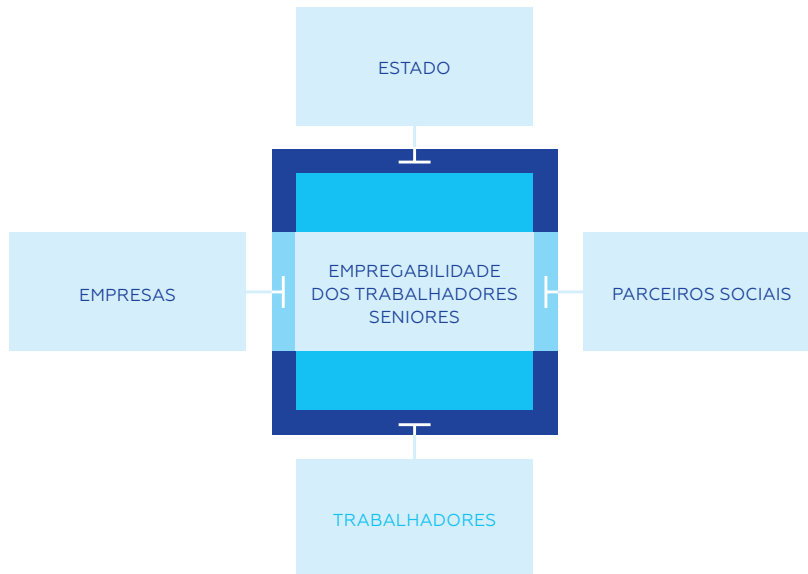 ESTADO
EMPRESAS
EMPREGABILIDADE
DOS TRABALHADORES
SENIORES
PARCEIROS SOCIAIS
TRABALHADORES